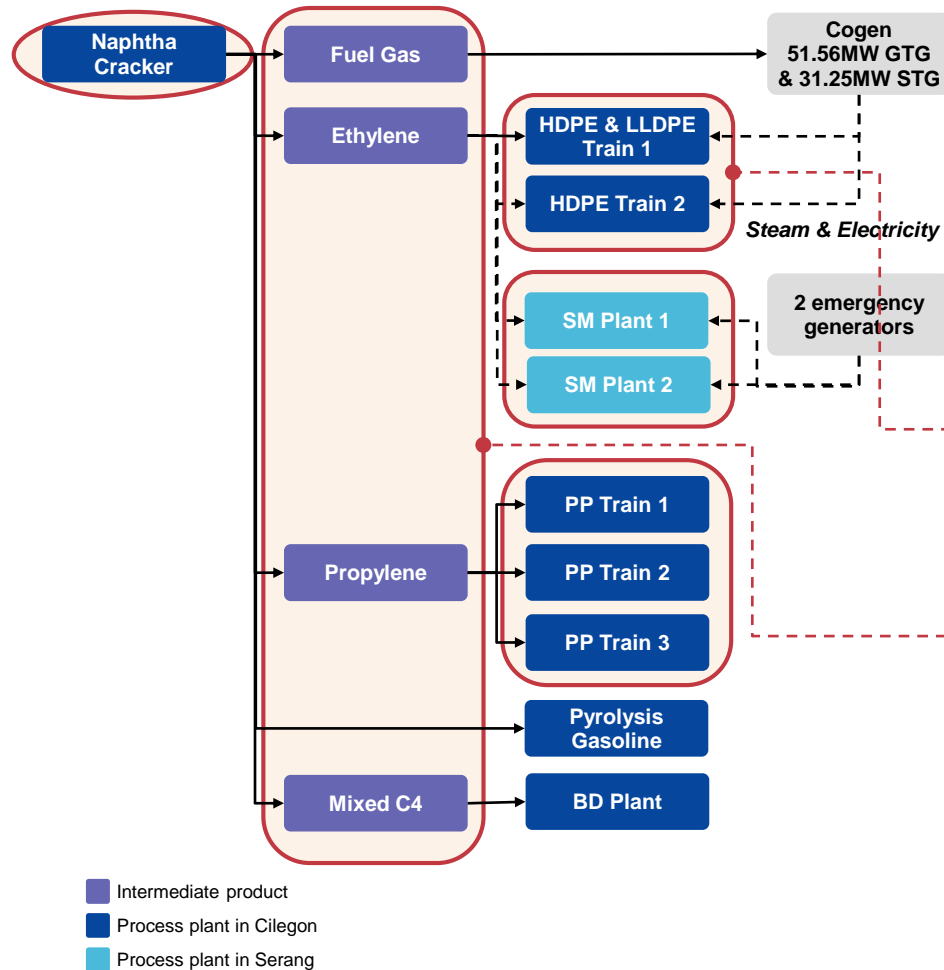 Naphtha
Cracker
Fuel Gas
Cogen
51.56MW GTG
& 31.25MW STG
Ethylene
HDPE & LLDPE
Train 1
HDPE Train 2
Steam & Electricity
SM Plant 1
2 emergency
generators
SM Plant 2
PP Train 1
Propylene
PP Train 2
PP Train 3
Pyrolysis
Gasoline
Mixed C4
BD Plant
Intermediate product
Process plant in Cilegon
Process plant in Serang